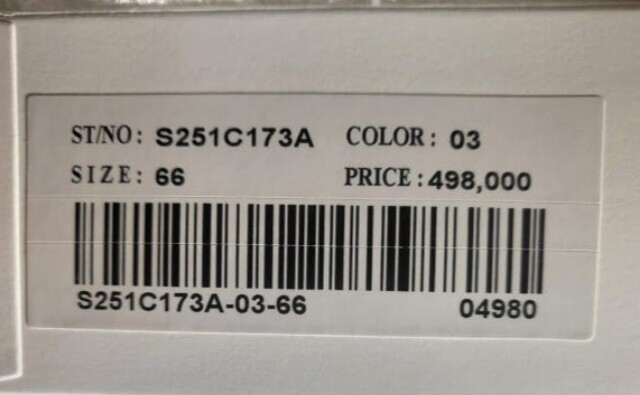 ST/NO: S251C173A COLOR: 03
SIZE: 66 PRICE: 498,000
S251C173A-03-66 04980